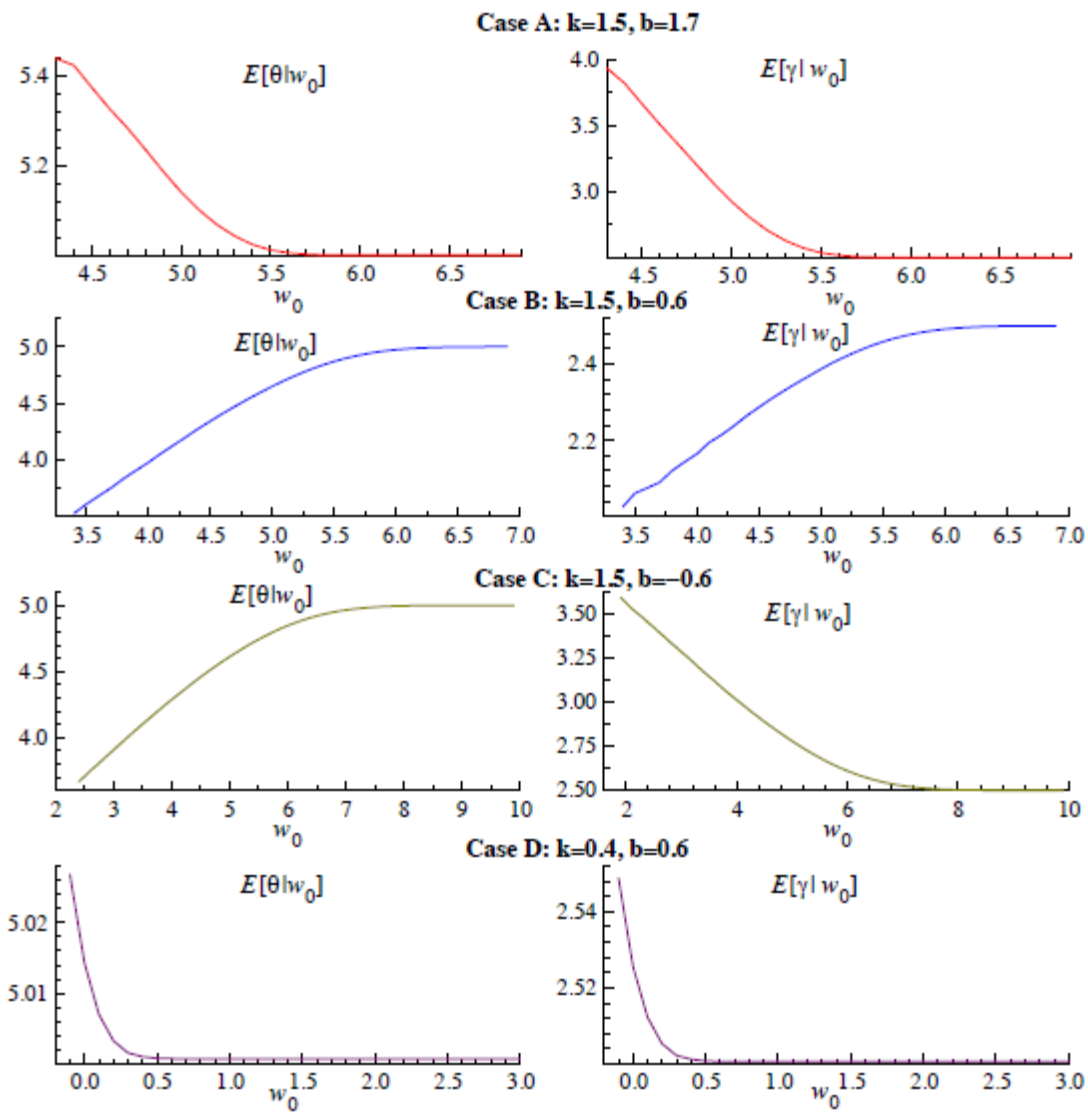 Case A: k=1.5, b=1.7
E[θ|w0] E[γ| w0]
5.4 4.0
3.5
5.2 3.0
4.5 5.0 5.5 6.0 6.5 4.5 5.0 5.5 6.0 6.5
w0 w0
Case B: k=1.5, b=0.6
E[θ|w0] E[γ| w0]
5.0 2.4
4.5
4.0 2.2
3.5 4.0 4.5 5.0 5.5 6.0 6.5 7.0 3.5 4.0 4.5 5.0 5.5 6.0 6.5 7.0
w0 w0
Case C: k=1.5, b=−0.6
E[θ|w0] E[γ| w0]
5.0 3.50
3.25
4.5 3.00
4.0 2.75
2.50
2 3 4 5 6 7 8 9 10 2 4 6 8 10
w0 w0
Case D: k=0.4, b=0.6
E[θ|w0] E[γ| w0]
5.02 2.54
5.01 2.52
0.0 0.5 1.0 1.5 2.0 2.5 3.0 0.0 0.5 1.0 1.5 2.0 2.5 3.0
w0 w0